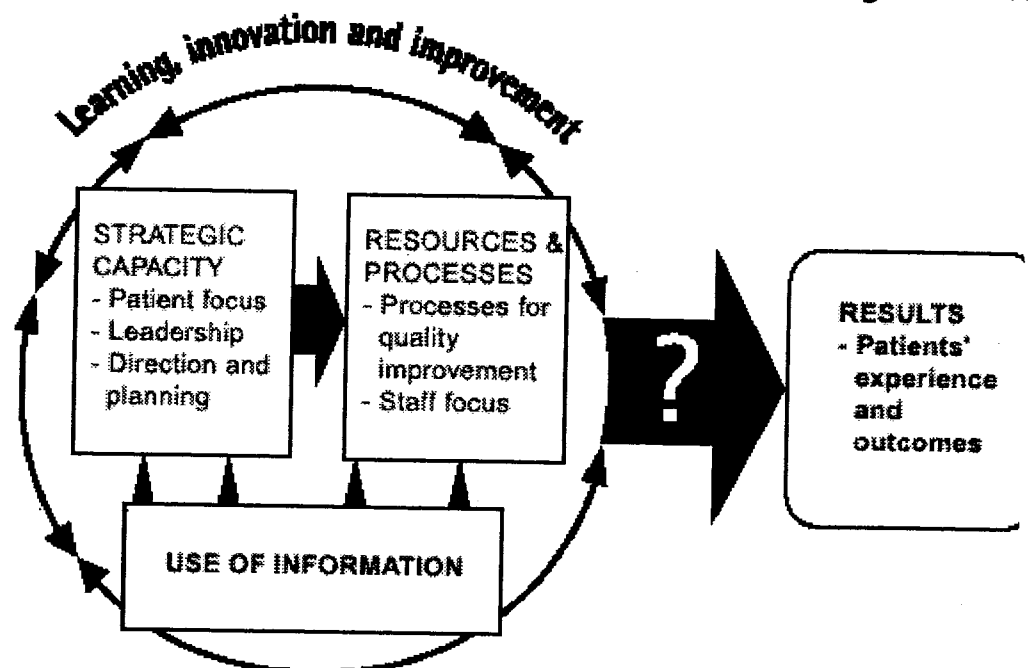 Learning, innovation and improvement
STRATEGIC
CAPACITY
- Patient focus
- Leadership
- Direction and
planning
RESOURCES &
PROCESSES
- Processes for
quality
improvement
- Staff focus
?
RESULTS
- Patients'
experience
and
outcomes
USE OF INFORMATION